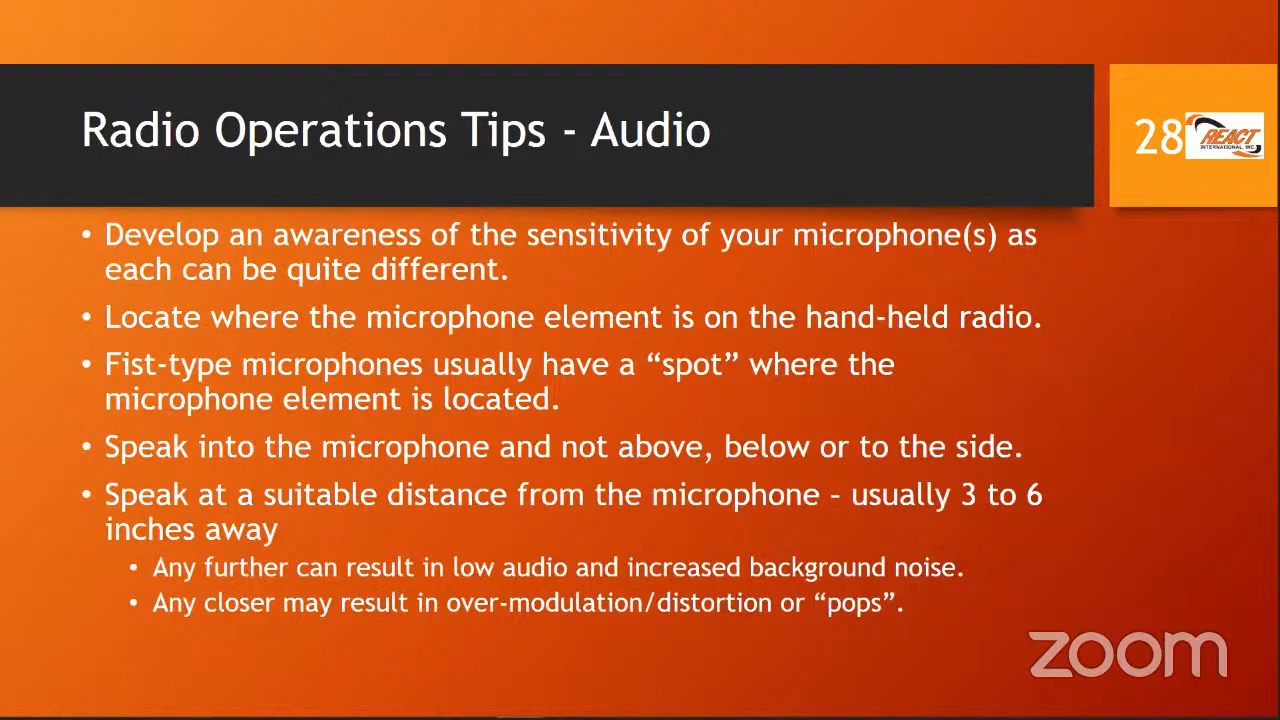 Radio Operations Tips - Audio
28
REACT
INTERNATIONAL INC.
• Develop an awareness of the sensitivity of your microphone(s) as
each can be quite different.
• Locate where the microphone element is on the hand-held radio.
• Fist-type microphones usually have a “spot” where the
microphone element is located.
• Speak into the microphone and not above, below or to the side.
• Speak at a suitable distance from the microphone – usually 3 to 6
inches away
• Any further can result in low audio and increased background noise.
• Any closer may result in over-modulation/distortion or “pops”.
zoom